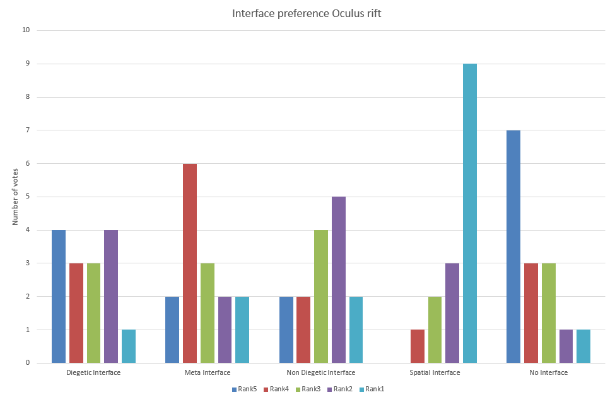 Interface preference Oculus rift
10
9
8
7
6
5
4
3
2
1
0
Number of votes
Diegetic Interface
Meta Interface
Non Diegetic Interface
Spatial Interface
No Interface
Rank5 Rank4 Rank3 Rank2 Rank1